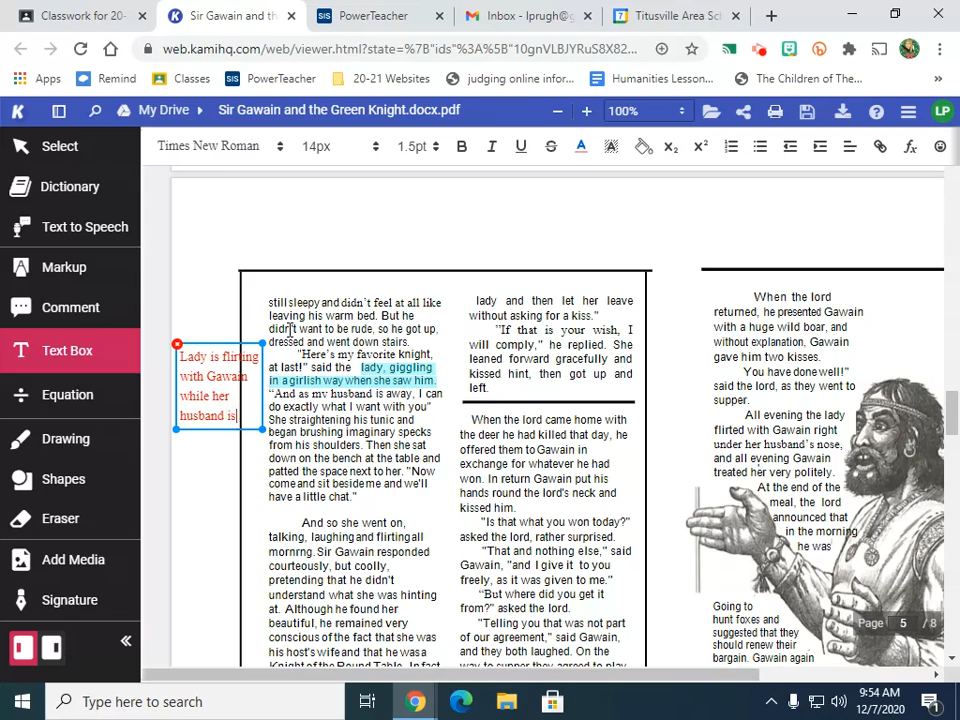 Classwork for 20-
Sir Gawain and th
PowerTeacher
Inbox - lprugh@g
Titusville Area Sc
web.kamihq.com/web/viewer.html?state=%7B"ids"%3A%5B"10gnVLBJYRuS8X82...
Apps
Remind
Classes
SIS
PowerTeacher
20-21 Websites
judging online infor...
Humanities Lesson...
The Children of The...
My Drive
Sir Gawain and the Green Knight.docx.pdf
100%
LP
Select
Dictionary
Text to Speech
Markup
Comment
Text Box
Equation
Drawing
Shapes
Eraser
Add Media
Signature
Times New Roman
14px
1.5pt
Lady is flirting
with Gawain
while her
husband is
still sleepy and didn't feel at all like
leaving his warm bed. But he
didn't want to be rude, so he got up,
dressed and went down stairs.
"Here's my favorite knight,
at last!" said the lady, giggling
in a girlish way when she saw him.
"And as my husband is away, I can
do exactly what I want with you"
She straightening his tunic and
began brushing imaginary specks
from his shoulders. Then she sat
down on the bench at the table and
patted the space next to her. "Now
come and sit beside me and we'll
have a little chat."
And so she went on,
talking, laughing and flirting all
mornrng. Sir Gawain responded
courteously, but coolly,
pretending that he didn't
understand what she was hinting
at. Although he found her
beautiful, he remained very
conscious of the fact that she was
his host's wife and that he was a
Knight of the Round Table. In fact
lady and then let her leave
without asking for a kiss."
"If that is your wish, I
will comply," he replied. She
leaned forward gracefully and
kissed hint, then got up and
left.
When the lord came home with
the deer he had killed that day, he
offered them to Gawain in
exchange for whatever he had
won. In return Gawain put his
hands round the lord's neck and
kissed him.
"Is that what you won today?"
asked the lord, rather surprised.
"That and nothing else," said
Gawain, "and I give it to you
freely, as it was given to me."
"But where did you get it
from?" asked the lord.
"Telling you that was not part
of our agreement," said Gawain,
and they both laughed. On the
way to supper they agreed to play
When the lord
returned, he presented Gawain
with a huge wild boar, and
without explanation, Gawain
gave him two kisses.
You have done well!"
said the lord, as they went to
supper.
All evening the lady
flirted with Gawain right
under her husband's nose,
and all evening Gawain
treated her very politely.
At the end of the
meal, the lord
announced that
in the morning
he was
Going to
hunt foxes and
suggested that they
should renew their
bargain. Gawain again
Page 5 / 8
Type here to search
9:54 AM
12/7/2020